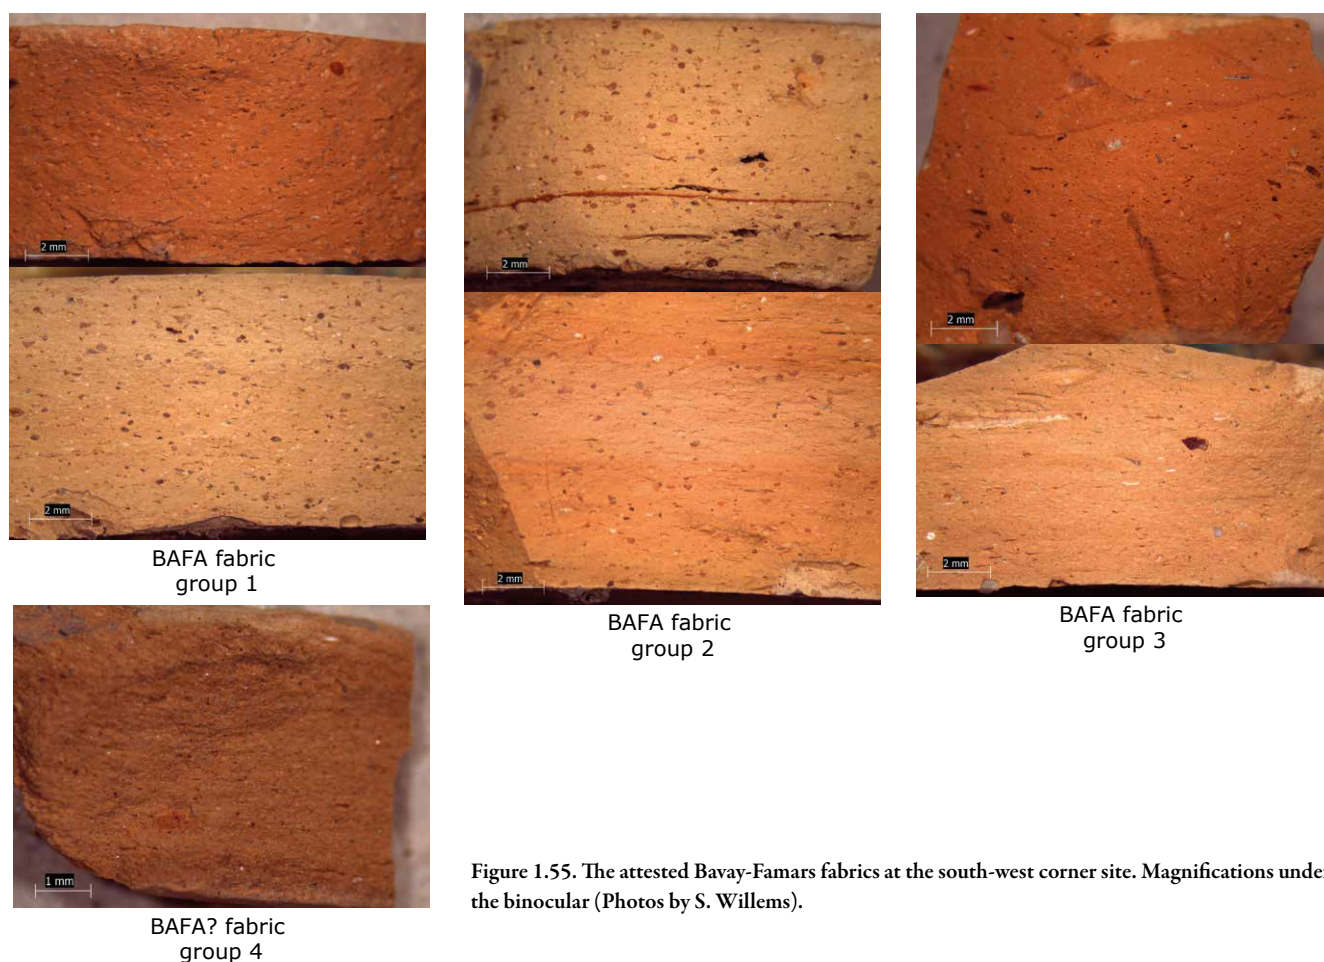 2 mm
2 mm
BAFA fabric
group 1
2 mm
2 mm
BAFA fabric
group 2
2 mm
2 mm
BAFA fabric
group 3
1 mm
BAFA? fabric
group 4
Figure 1.55. The attested Bavay-Famars fabrics at the south-west corner site. Magnifications under
the binocular (Photos by S. Willems).